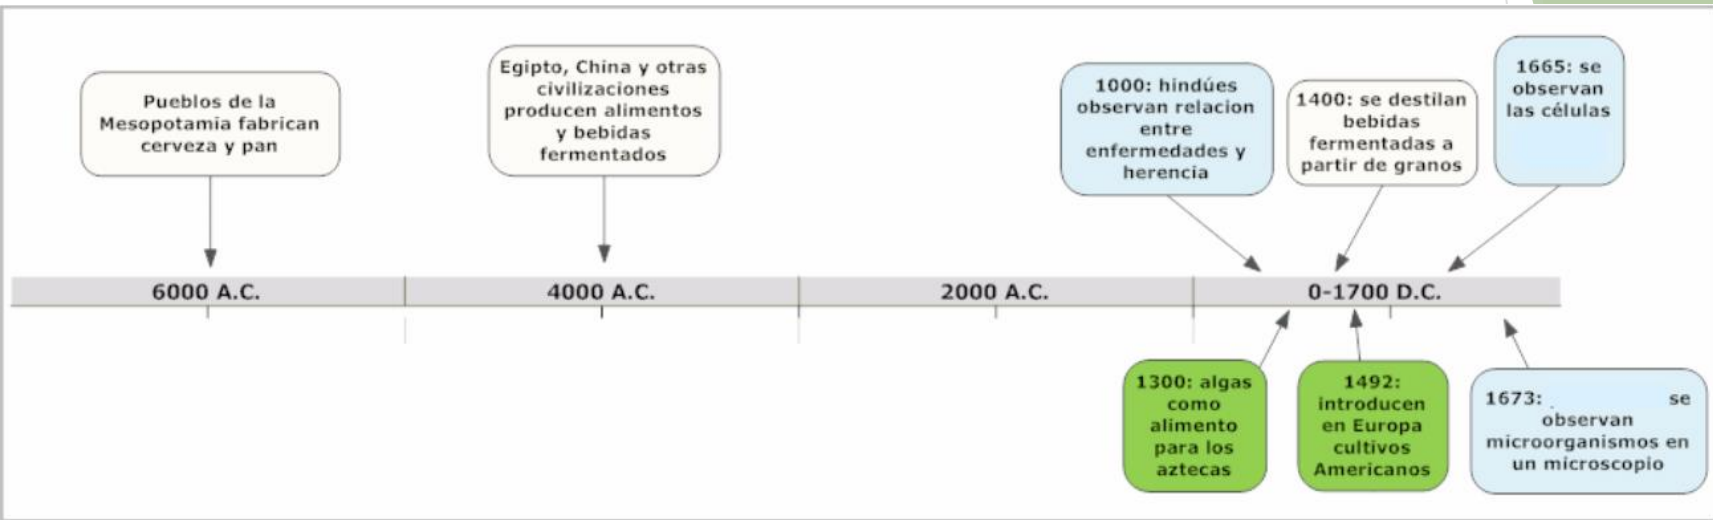 Pueblos de la
Mesopotamia fabrican
cerveza y pan
Egipto, China y otras
civilizaciones
producen alimentos
y bebidas
fermentados
1000: hindúes
observan relacion
entre
enfermedades y
herencia
1400: se destilan
bebidas
fermentadas a
partir de granos
1665: se
observan
las células
6000 A.C.
4000 A.C.
2000 A.C.
0-1700 D.C.
1300: algas
como
alimento
para los
aztecas
1492:
introducen
en Europa
cultivos
Americanos
1673: se
observan
microorganismos en
un microscopio